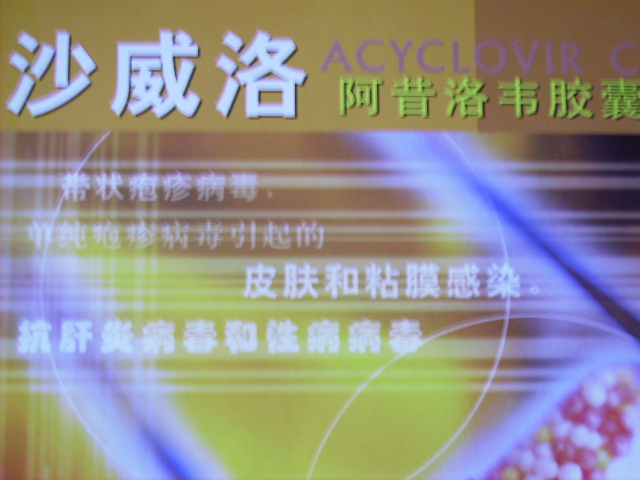 沙威洛
ACYCLOVIR C
阿昔洛韦胶囊
带状疱疹病毒、
单纯疱疹病毒引起的
皮肤和粘膜感染。
抗肝炎病毒和性病病毒